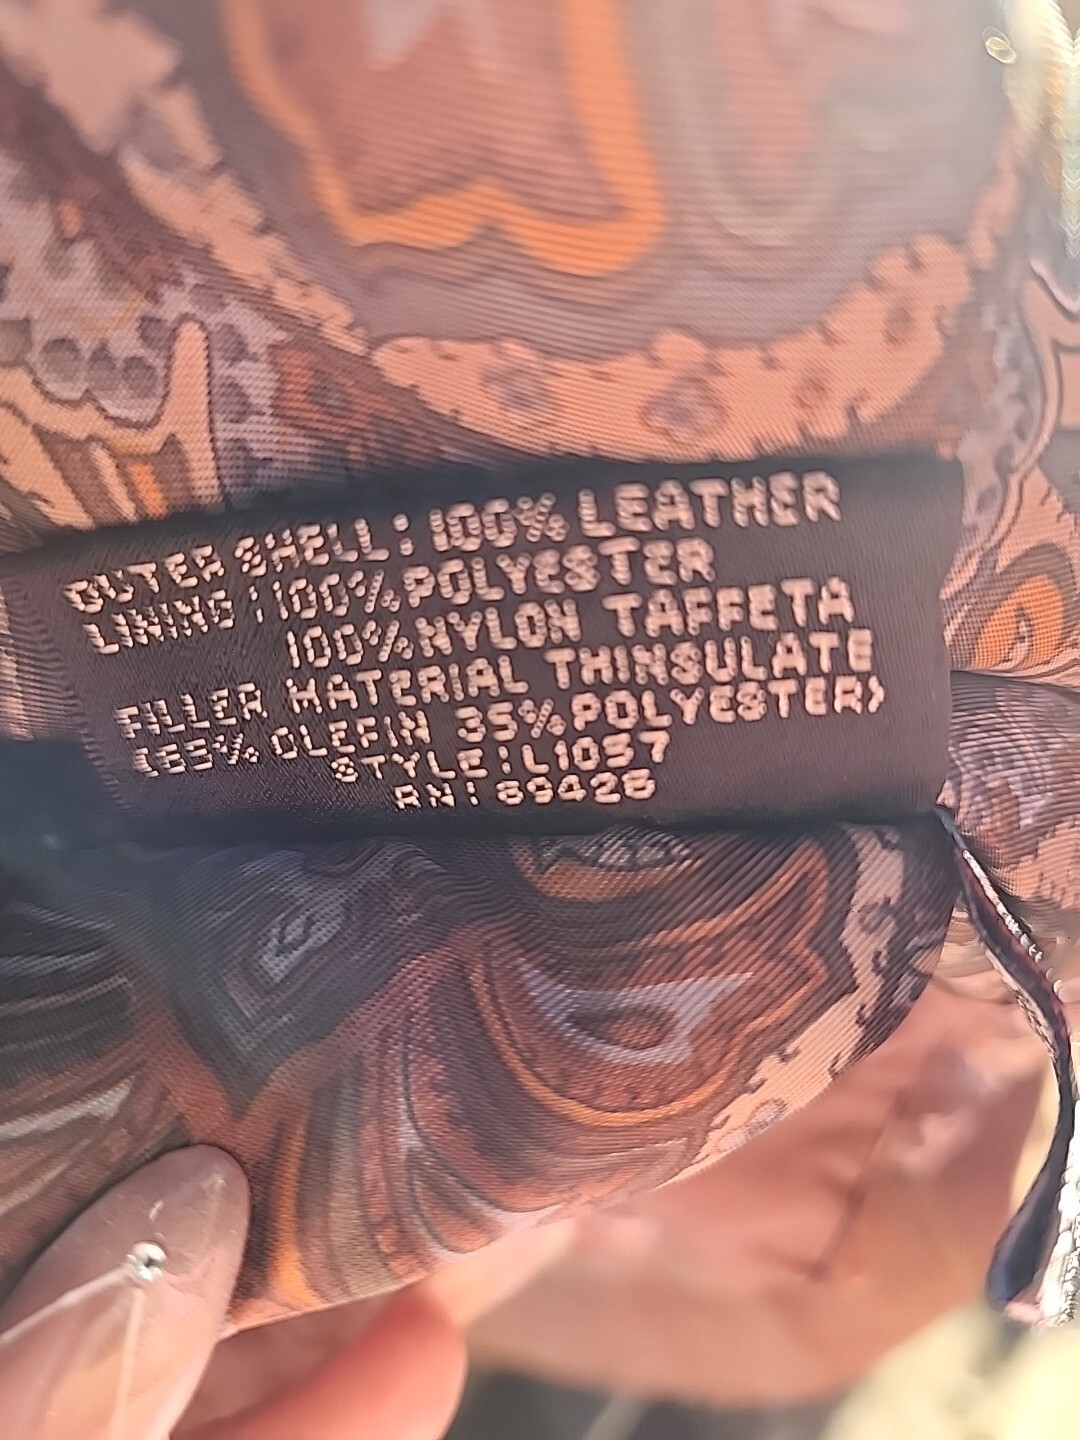 OUTER SHELL: 100% LEATHER
LINING: 100% POLYESTER
100% NYLON TAFFETA
FILLER MATERIAL THINSULATE
(65% OLEFIN 35% POLYESTER)
STYLE: L1057
RN: 89428